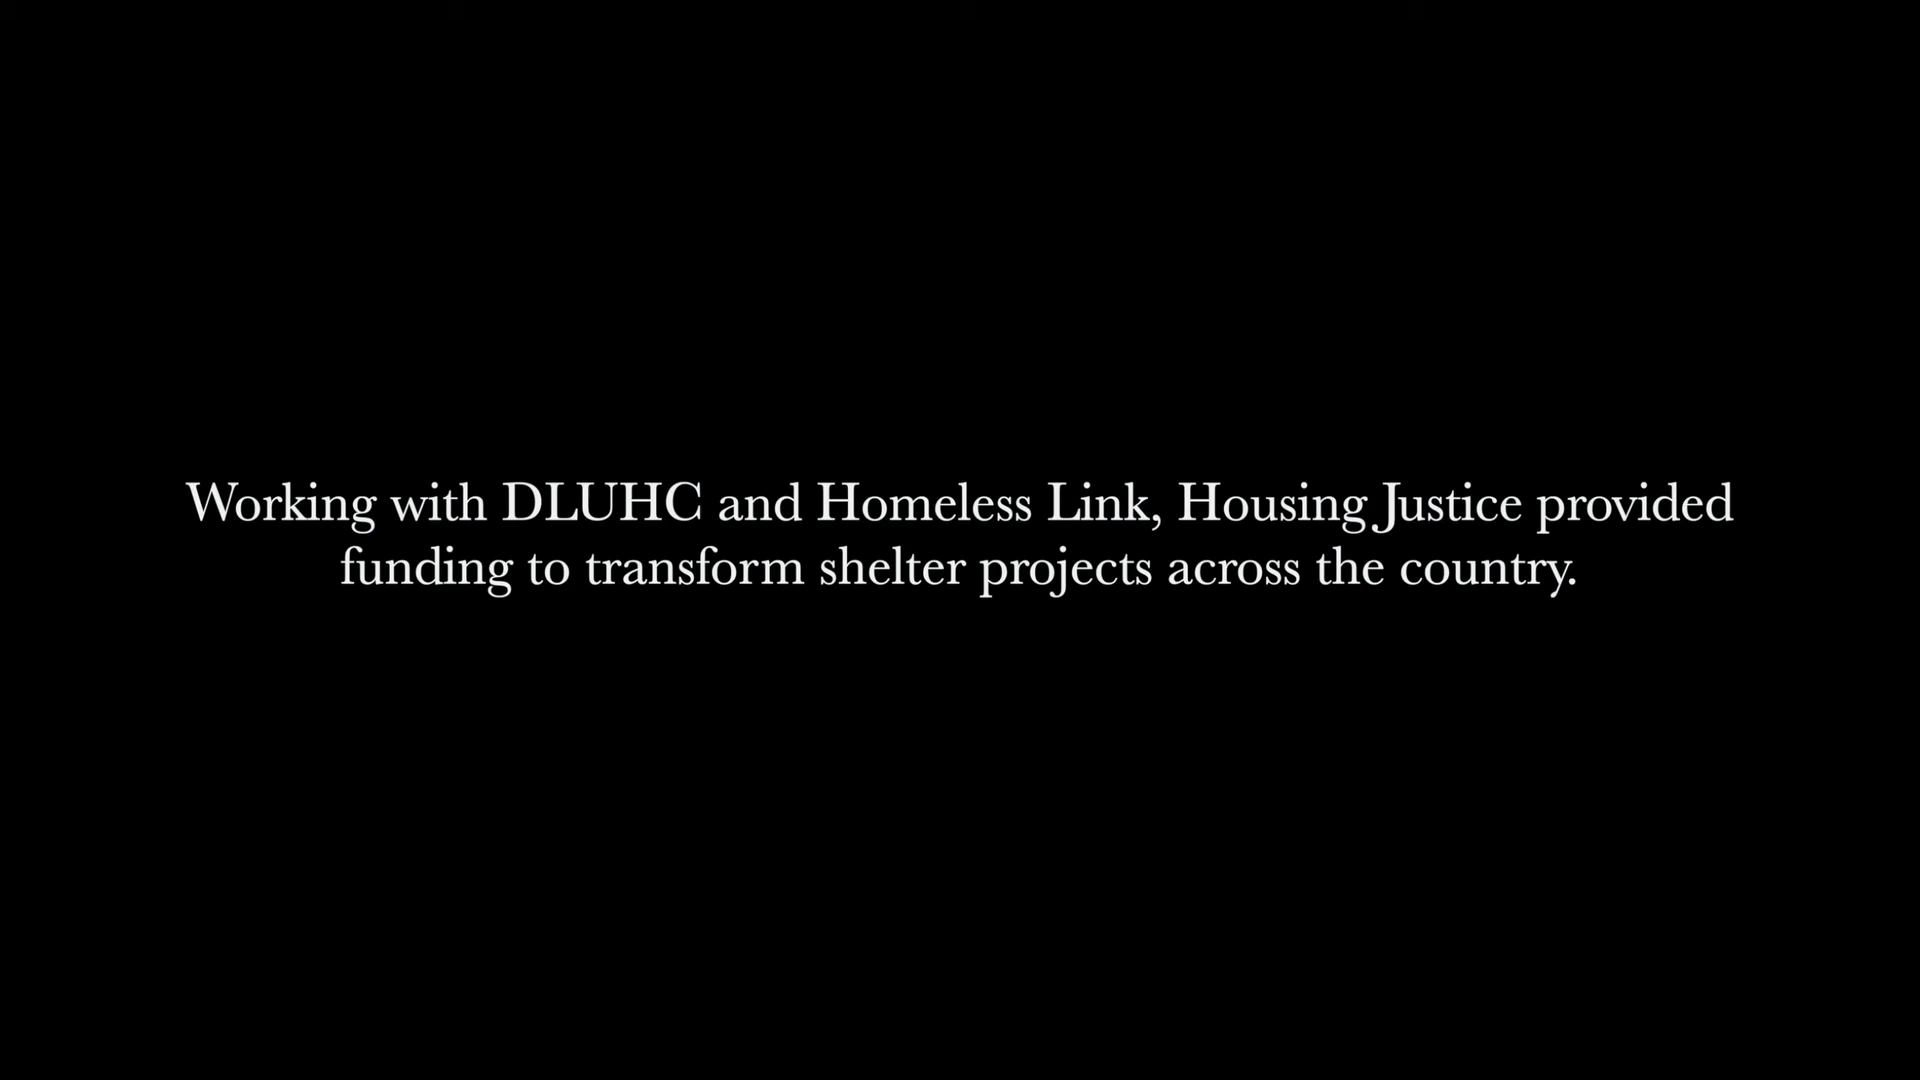 Working with DLUHC and Homeless Link, Housing Justice provided
funding to transform shelter projects across the country.